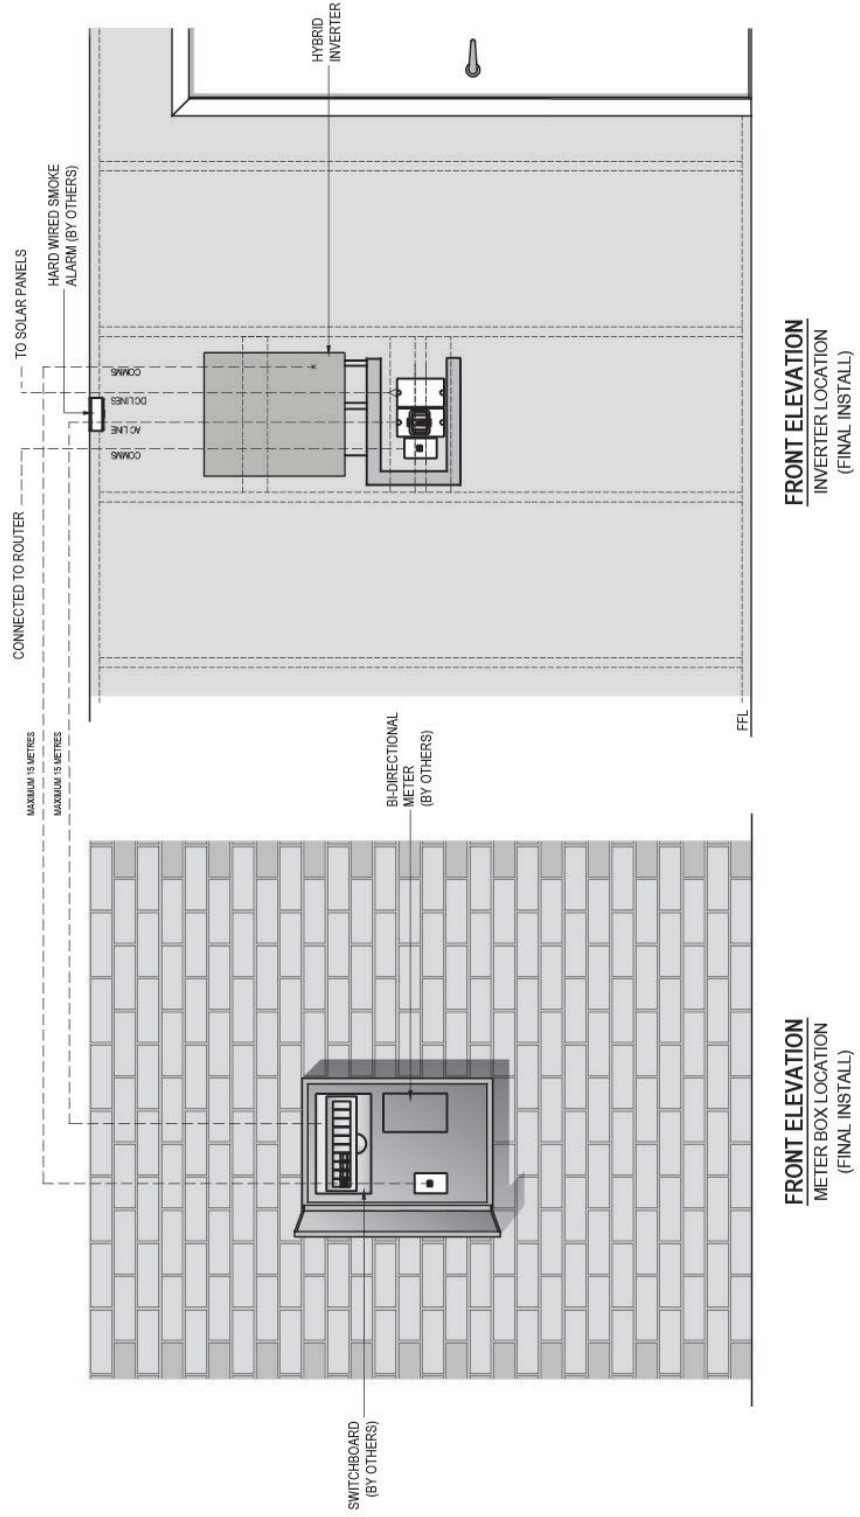 MAXIMUM 15 METRES
MAXIMUM 15 METRES
CONNECTED TO ROUTER
TO SOLAR PANELS
HARD WIRED SMOKE
ALARM (BY OTHERS)
HYBRID
INVERTER
COMMS
AC LINE
DC LINES
COMMS
SWITCHBOARD
(BY OTHERS)
BI-DIRECTIONAL
METER
(BY OTHERS)
FFL
FRONT ELEVATION
METER BOX LOCATION
(FINAL INSTALL)
FRONT ELEVATION
INVERTER LOCATION
(FINAL INSTALL)